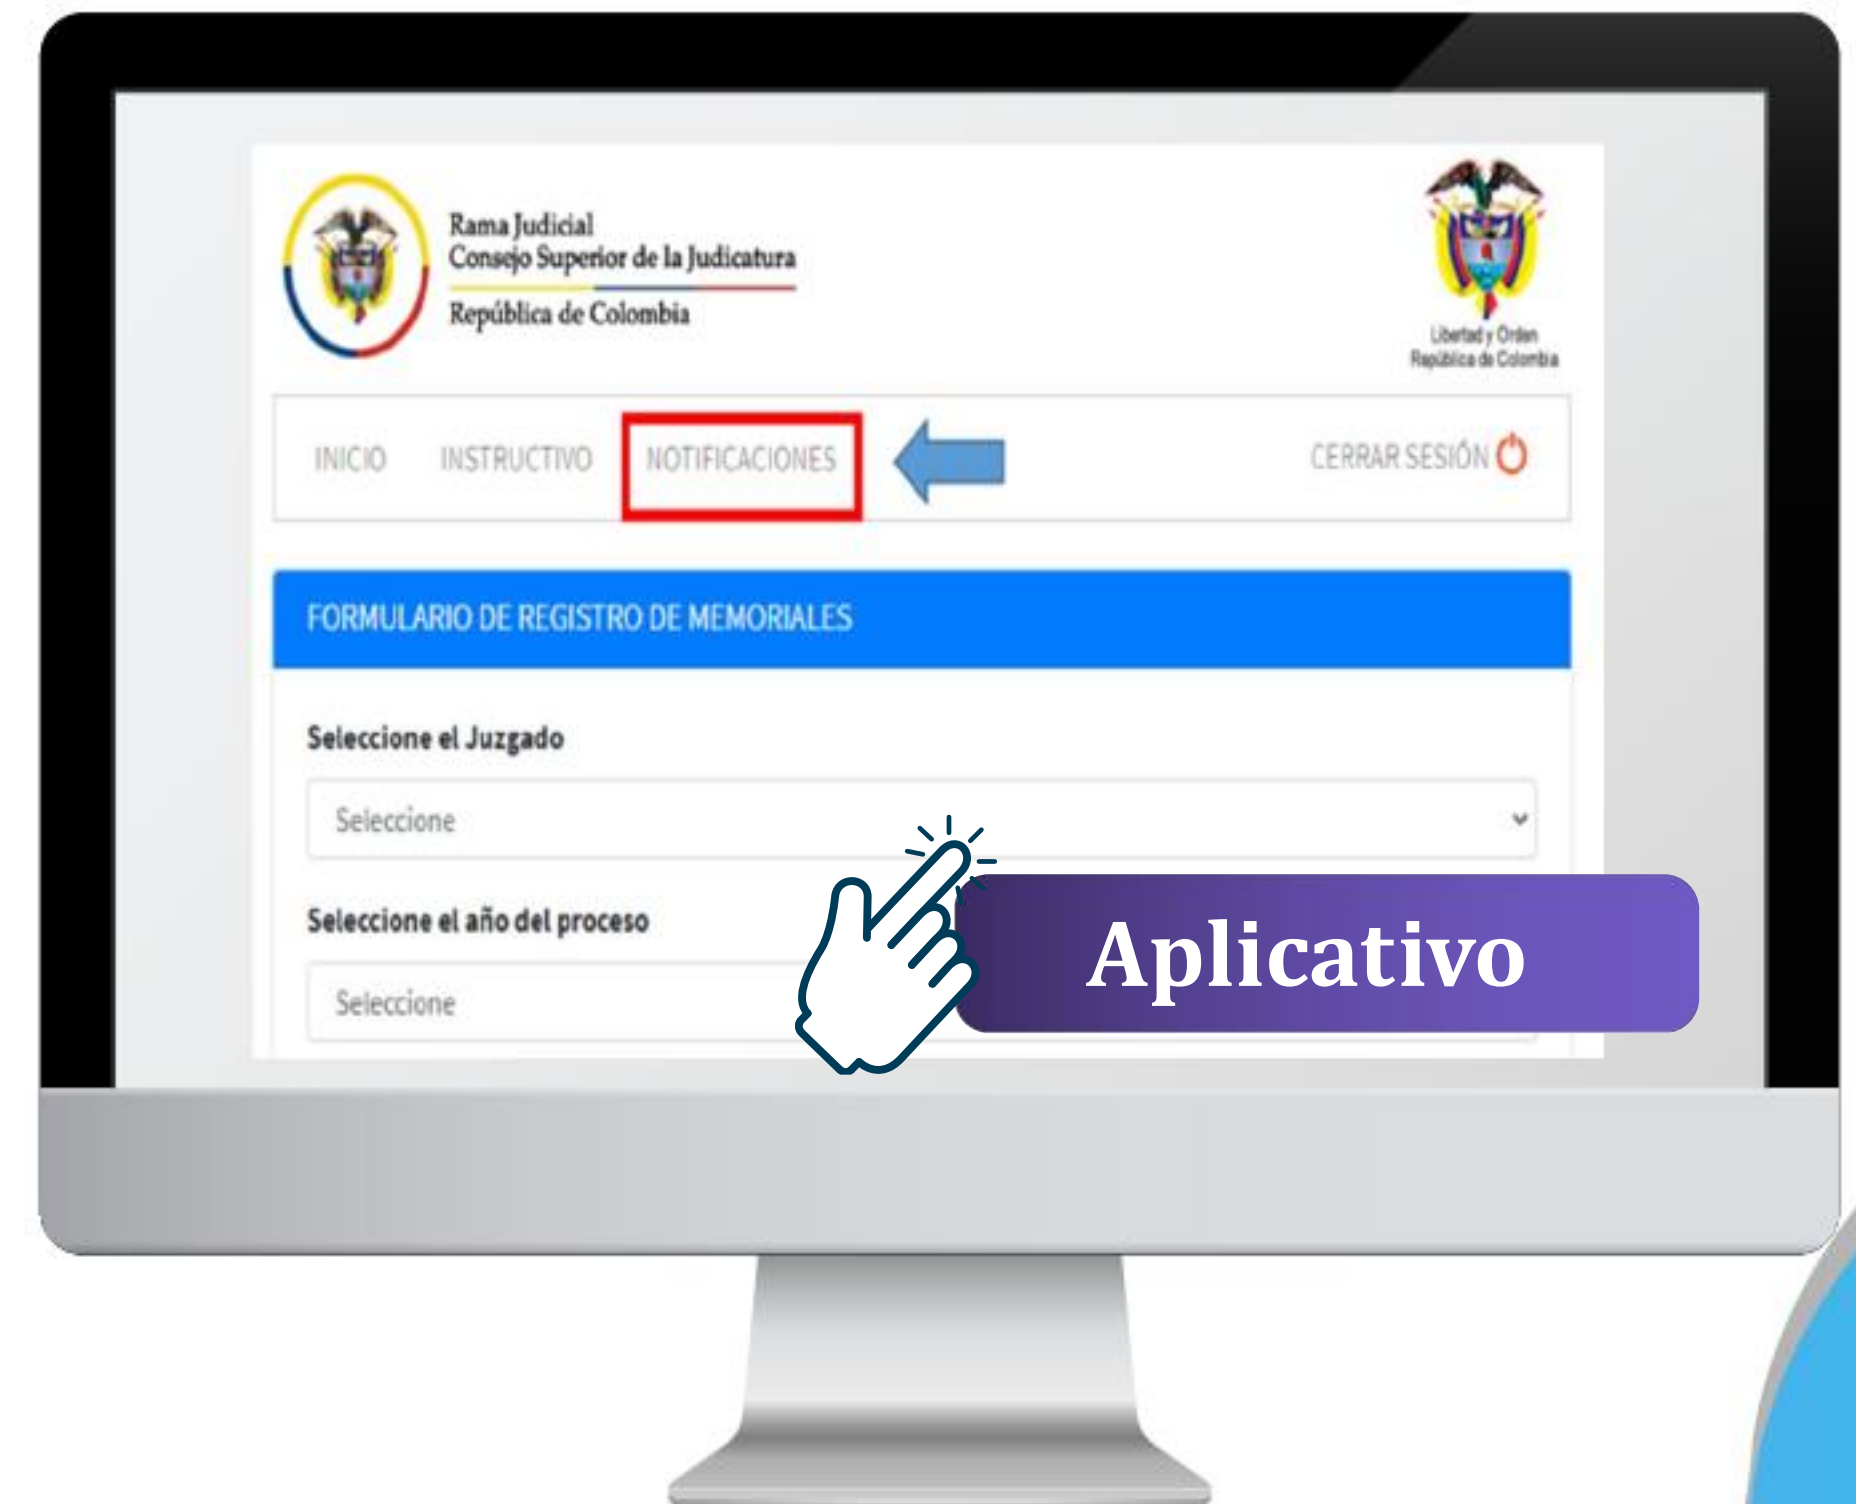 Rama Judicial
Consejo Superior de la Judicatura
República de Colombia
Libertad y Orden
República de Colombia
INICIO INSTRUCTIVO NOTIFICACIONES CERRAR SESIÓN
FORMULARIO DE REGISTRO DE MEMORIALES
Seleccione el Juzgado
Seleccione
Seleccione el año del proceso
Seleccione
Aplicativo